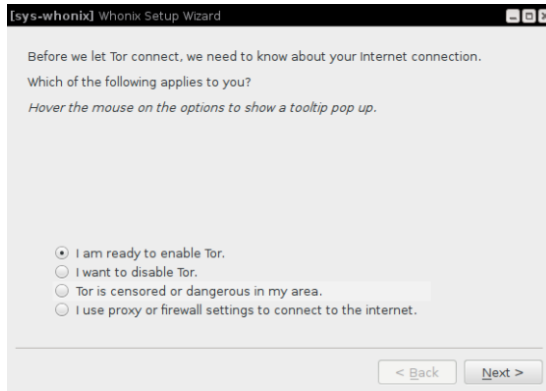 [sys-whonix] Whonix Setup Wizard
Before we let Tor connect, we need to know about your Internet connection.
Which of the following applies to you?
Hover the mouse on the options to show a tooltip pop up.
I am ready to enable Tor.
I want to disable Tor.
Tor is censored or dangerous in my area.
I use proxy or firewall settings to connect to the internet.
< Back
Next >